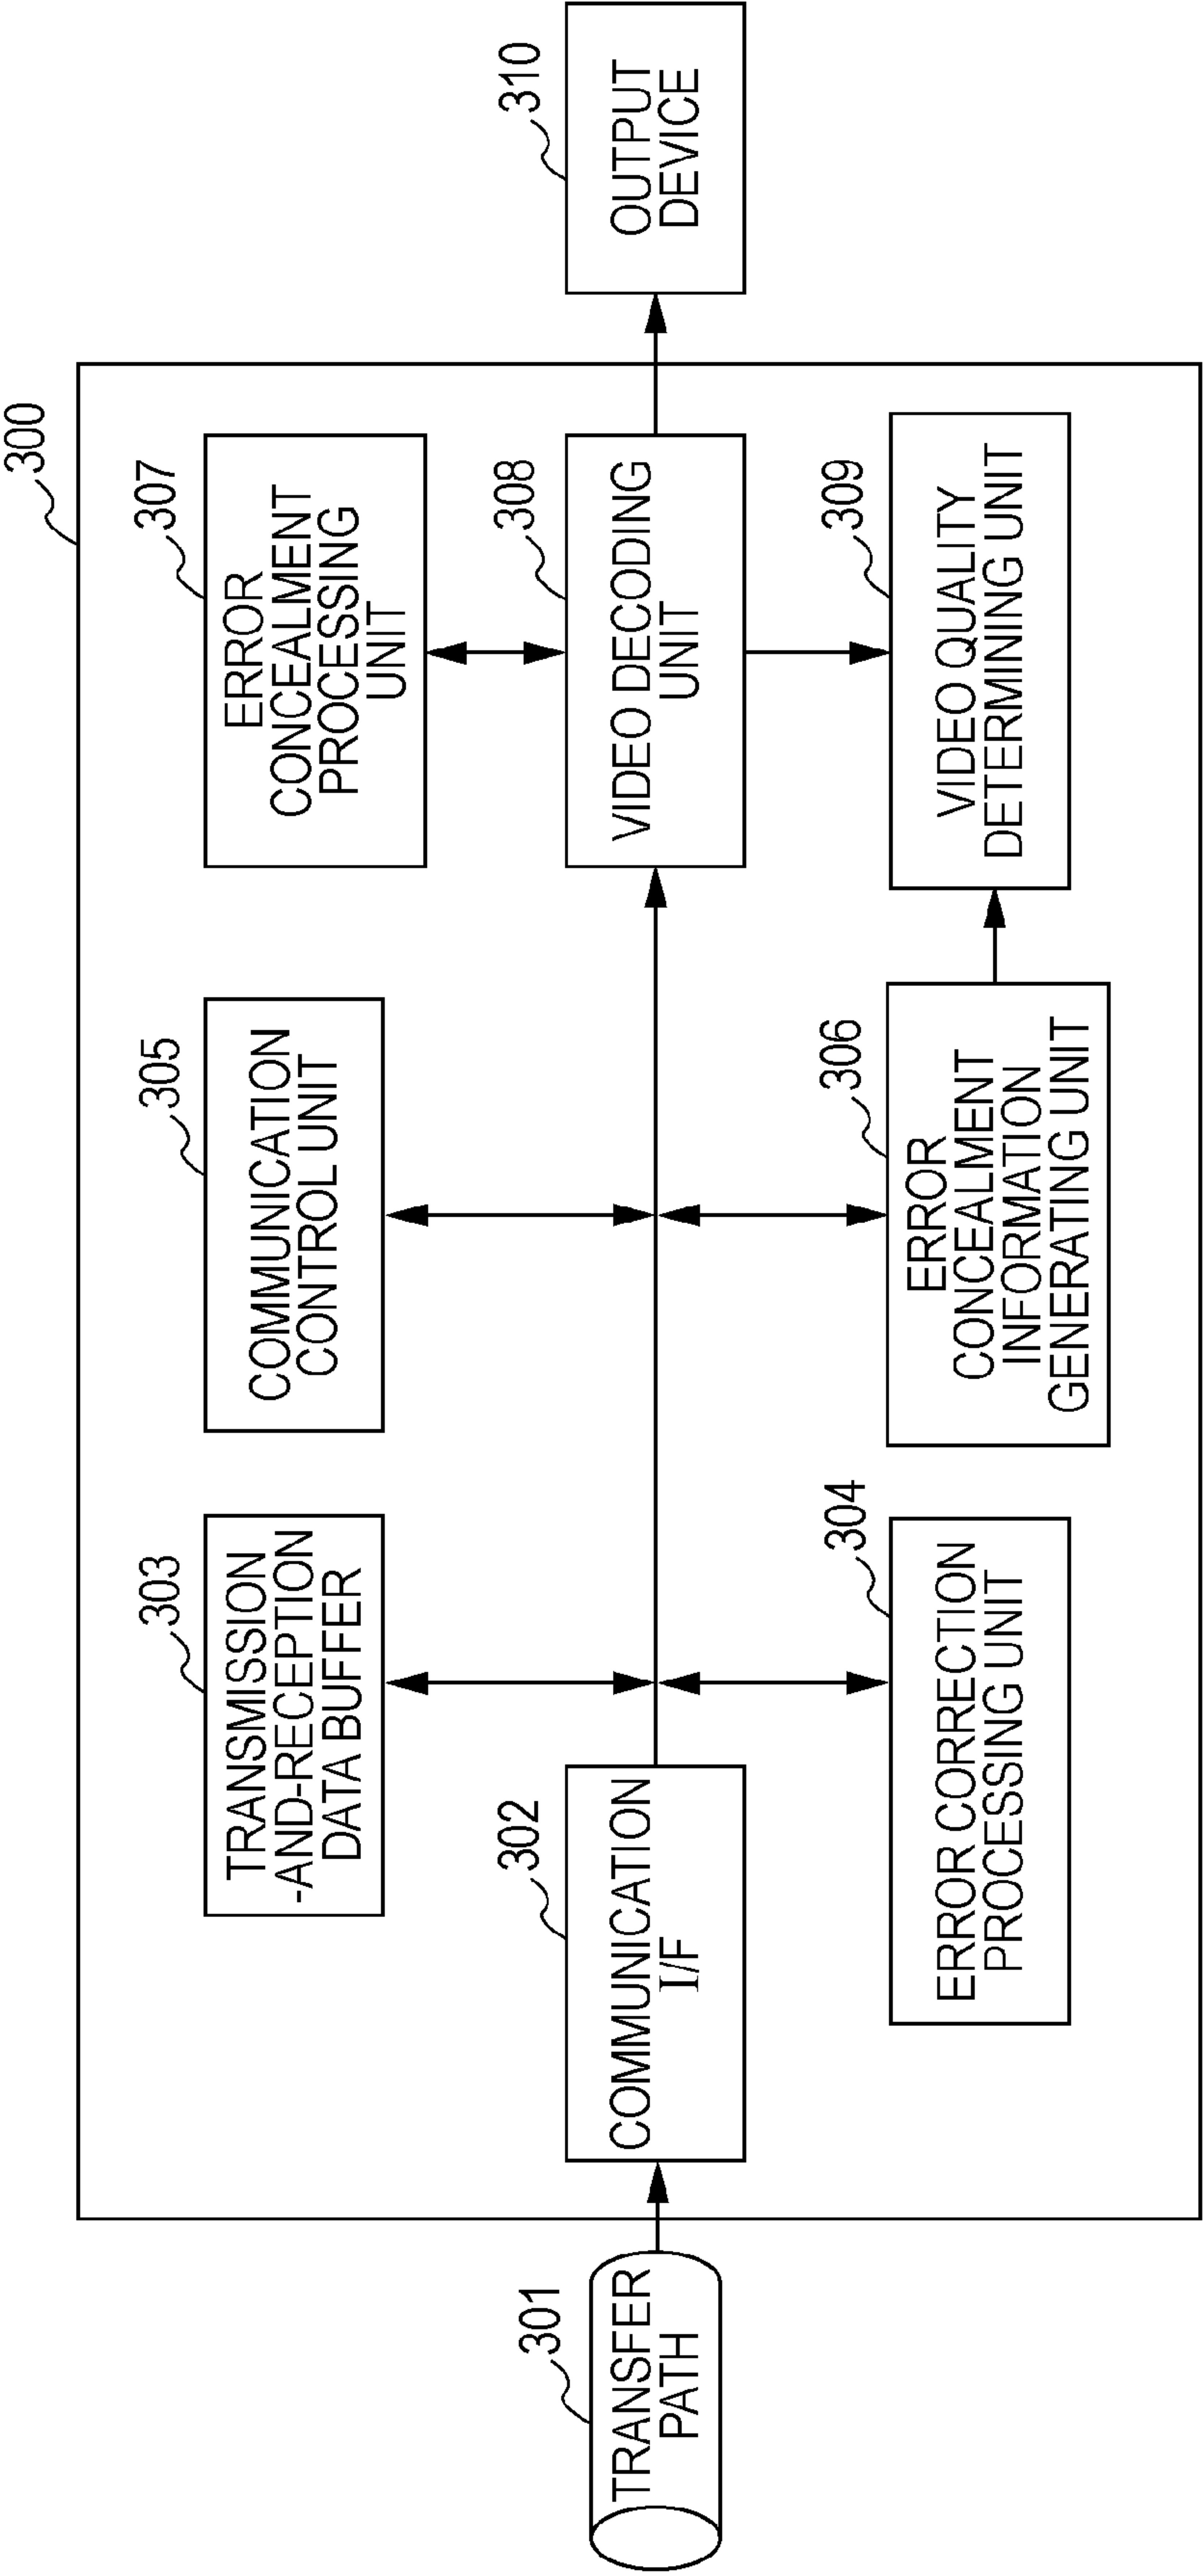 300
301
TRANSFER
PATH
302
COMMUNICATION
I/F
303
TRANSMISSION
-AND-RECEPTION
DATA BUFFER
304
ERROR CORRECTION
PROCESSING UNIT
305
COMMUNICATION
CONTROL UNIT
306
ERROR
CONCEALMENT
INFORMATION
GENERATING UNIT
307
ERROR
CONCEALMENT
PROCESSING
UNIT
308
VIDEO DECODING
UNIT
309
VIDEO QUALITY
DETERMINING UNIT
310
OUTPUT
DEVICE